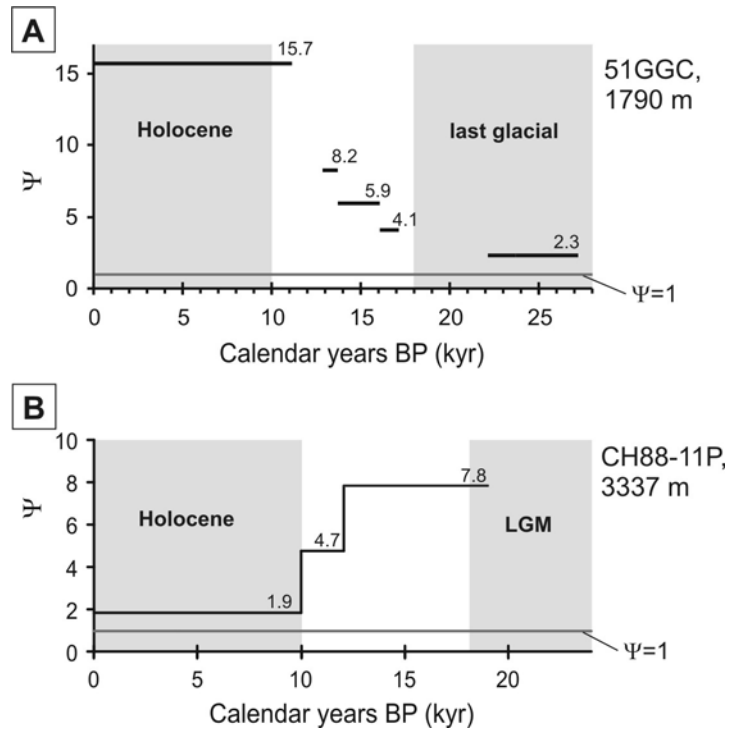 A
51GGC,
1790 m
15.7
Holocene
last glacial
8.2
5.9
4.1
2.3
Ψ
15
10
5
0
Ψ=1
0 5 10 15 20 25
Calendar years BP (kyr)
B
CH88-11P,
3337 m
Ψ
10
8
6
4
2
0
7.8
Holocene
LGM
4.7
1.9
Ψ=1
0 5 10 15 20
Calendar years BP (kyr)